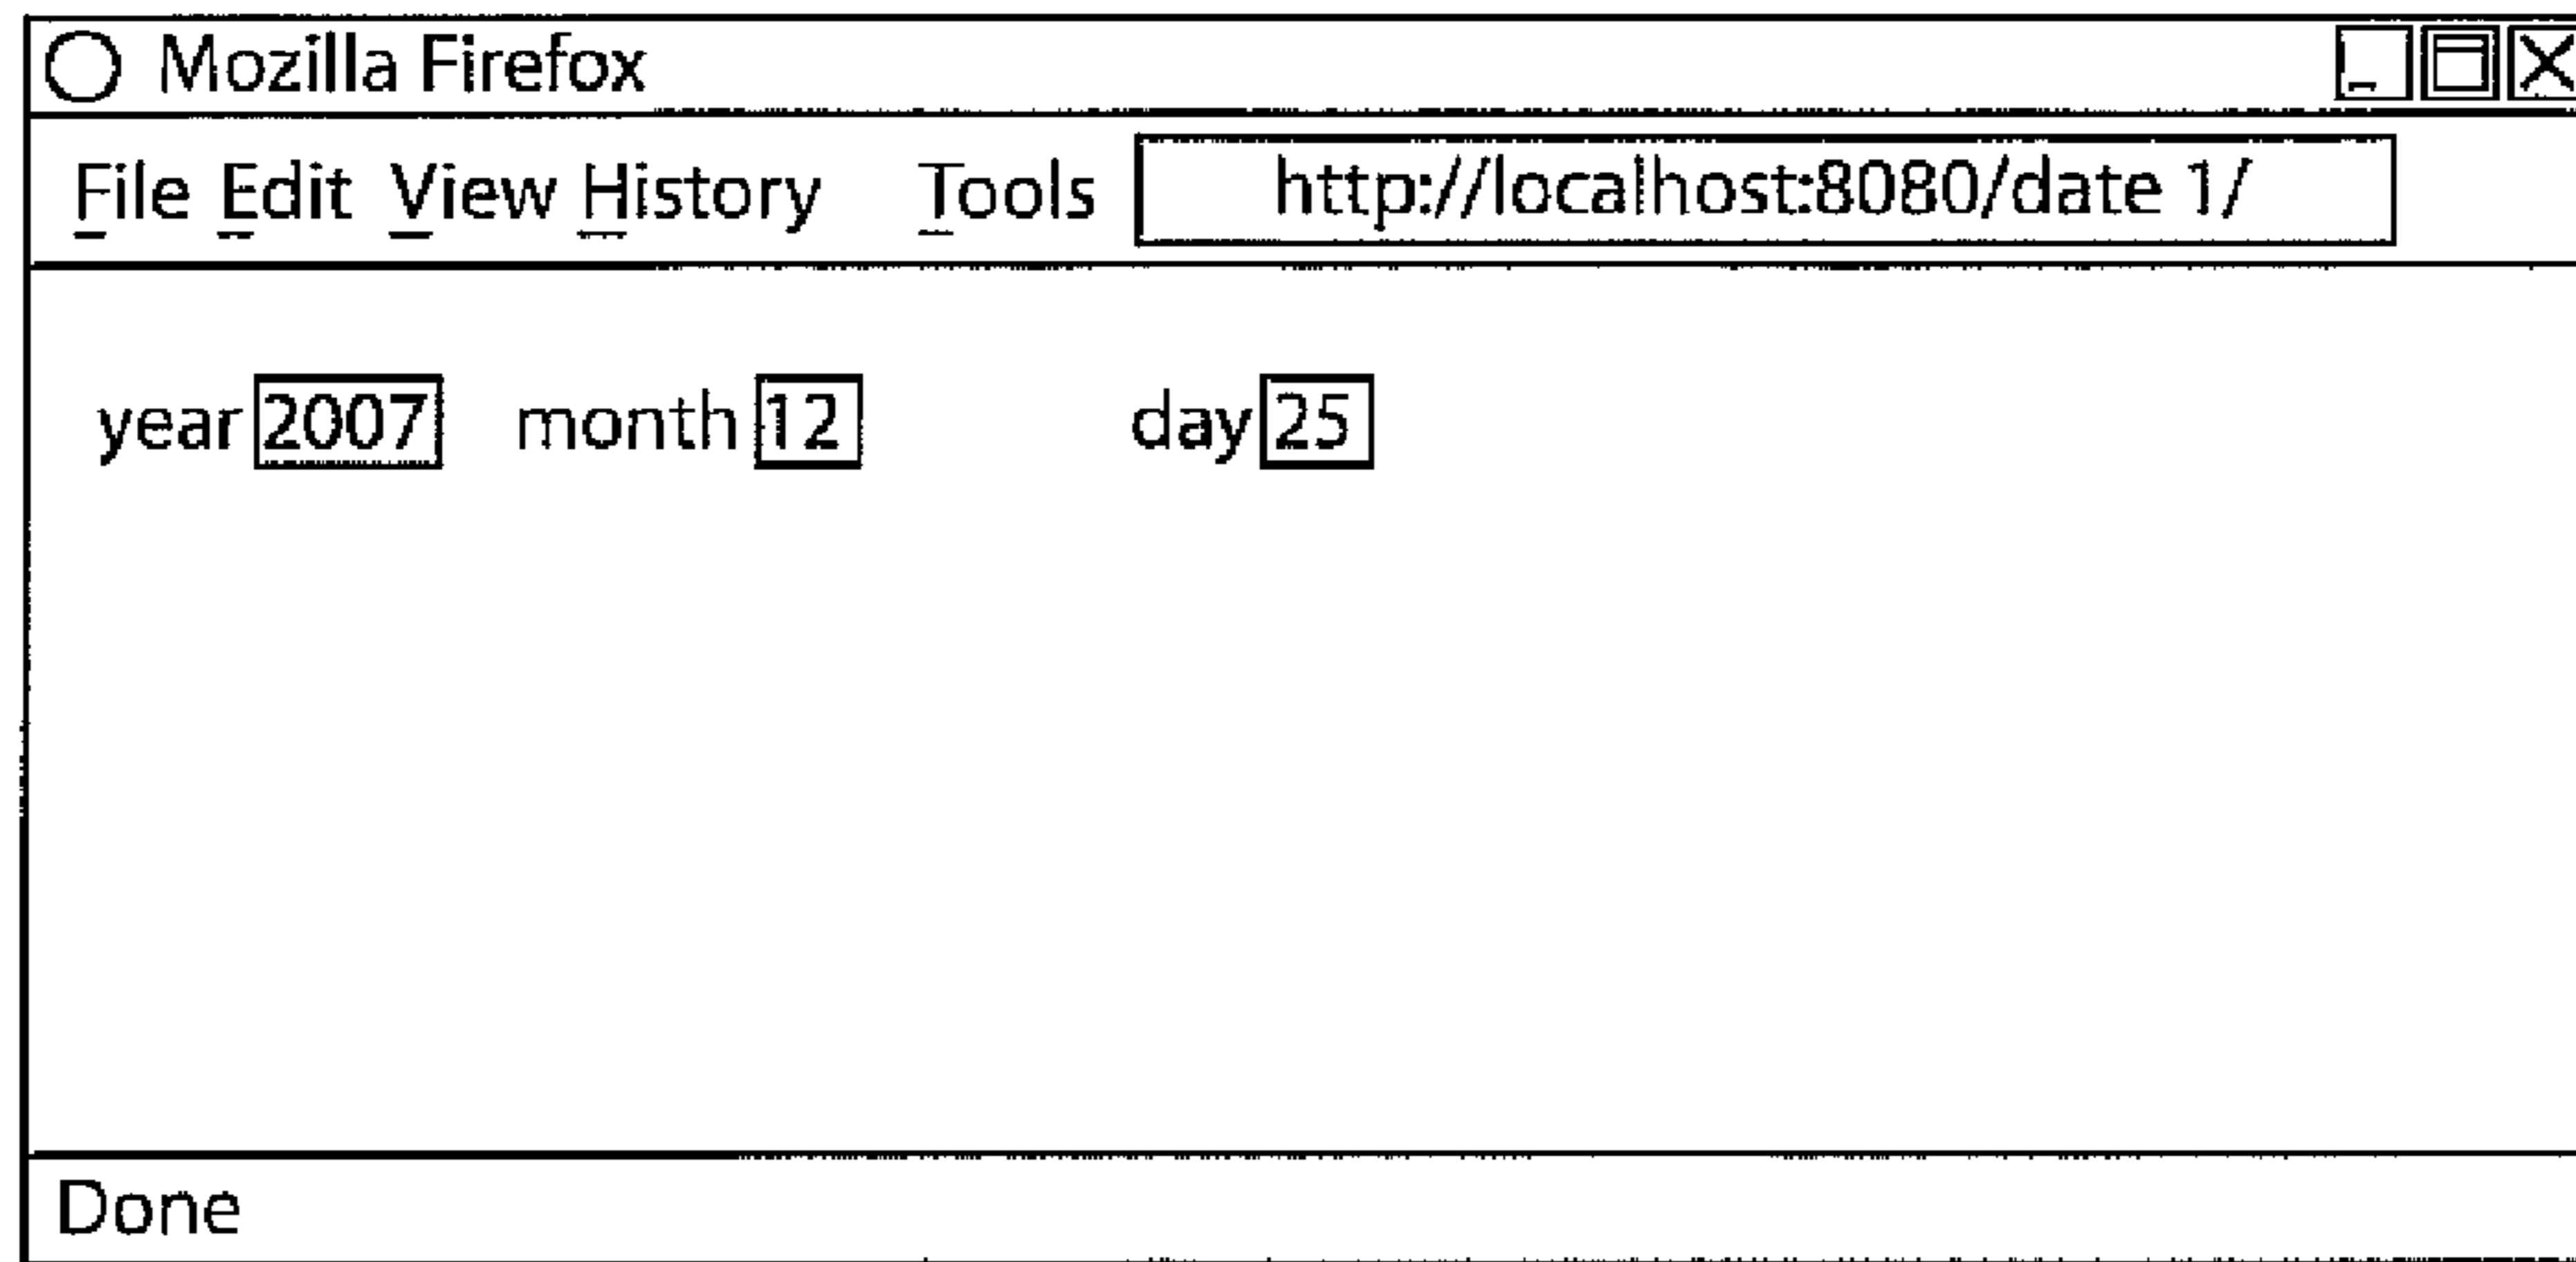 Mozilla Firefox
File Edit View History Tools http://localhost:8080/date 1/
year 2007 month 12 day 25
Done